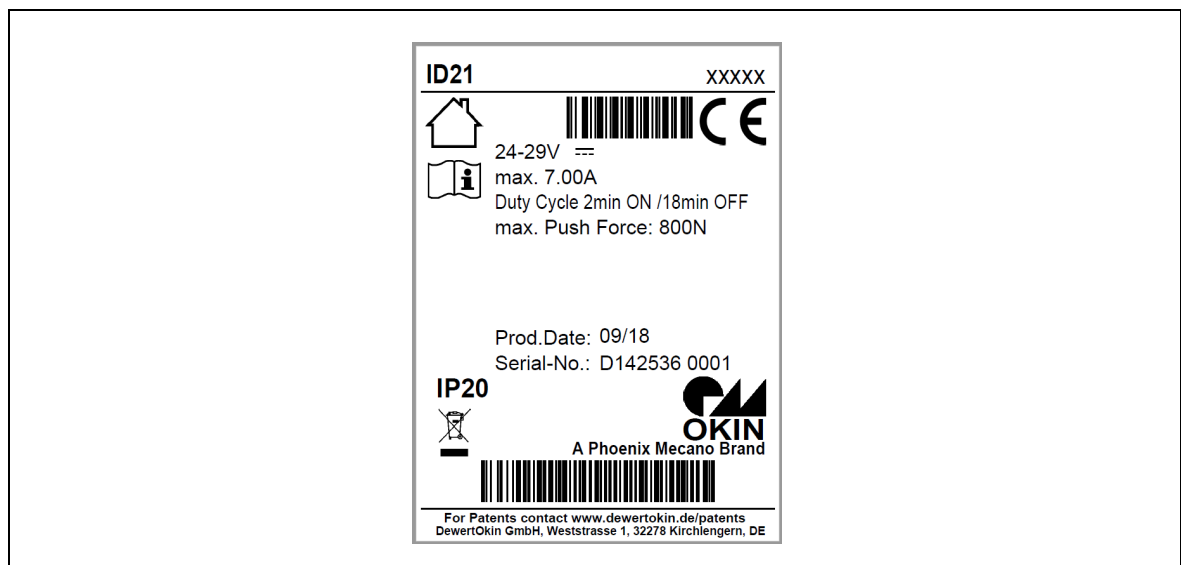 ID21 XXXXX
CE
24-29V
i
max. 7.00A
Duty Cycle 2min ON /18min OFF
max. Push Force: 800N
Prod.Date: 09/18
Serial-No.: D142536 0001
IP20
OKIN
A Phoenix Mecano Brand
For Patents contact www.dewertokin.de/patents
DewertOkin GmbH, Weststrasse 1, 32278 Kirchlengern, DE